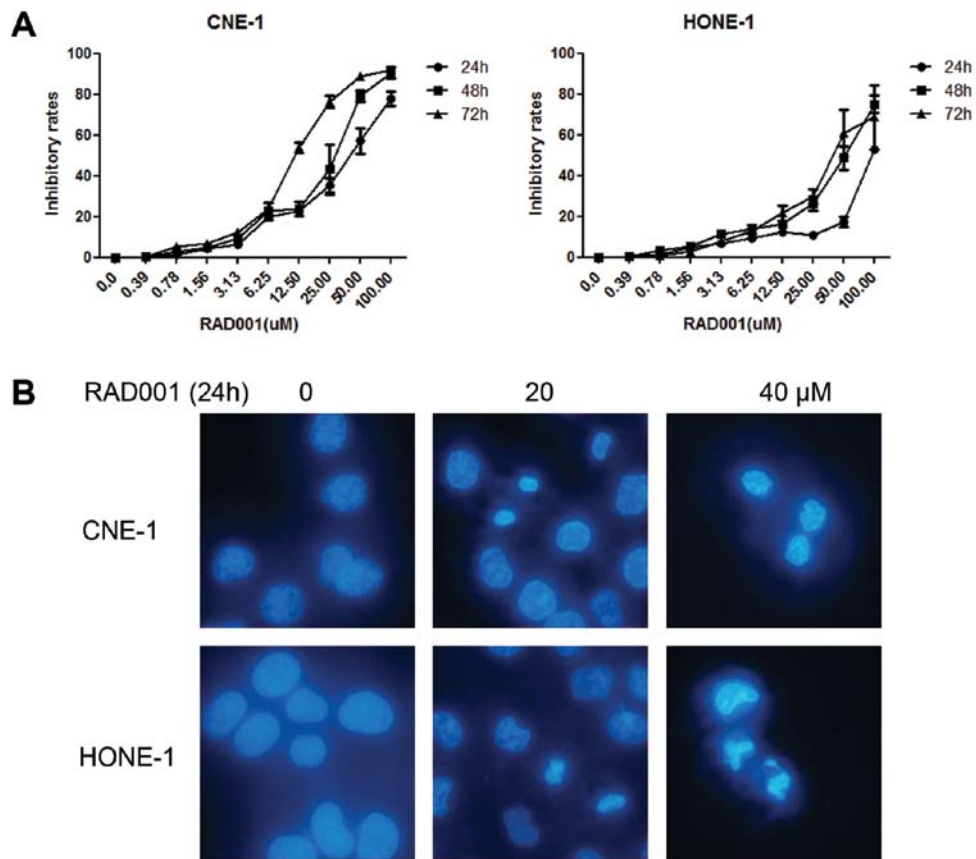 A
CNE-1
Inhibitory rates
100
80
60
40
20
0
0.0 0.39 0.78 1.56 3.13 6.25 12.50 25.00 50.00 100.00
RAD001(uM)
24h
48h
72h
HONE-1
Inhibitory rates
100
80
60
40
20
0
0.0 0.39 0.78 1.56 3.13 6.25 12.50 25.00 50.00 100.00
RAD001(uM)
24h
48h
72h
B
RAD001 (24h) 0 20 40 µM
CNE-1
HONE-1